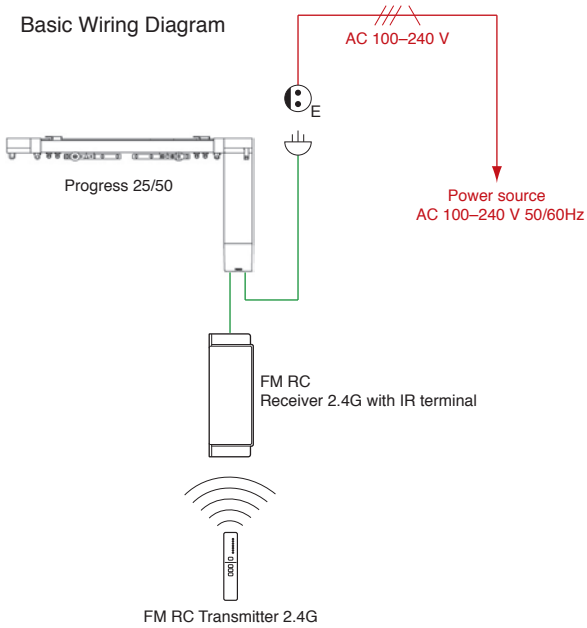 Basic Wiring Diagram
AC 100–240 V
E
Progress 25/50
Power source
AC 100–240 V 50/60Hz
FM RC
Receiver 2.4G with IR terminal
FM RC Transmitter 2.4G